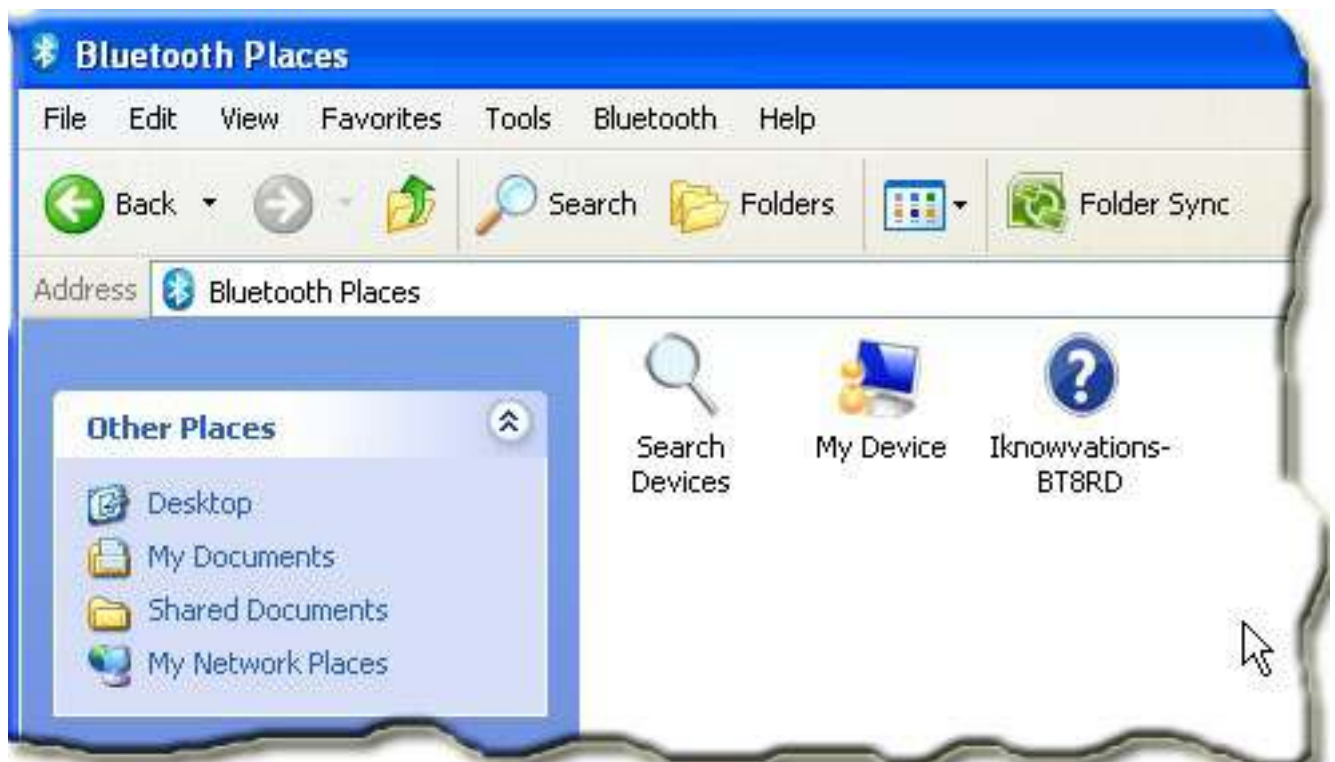 Bluetooth Places
File Edit View Favorites Tools Bluetooth Help
Back Search Folders Folder Sync
Address Bluetooth Places
Other Places
Desktop
My Documents
Shared Documents
My Network Places
Search
Devices
My Device
Iknowvations-
BT8RD